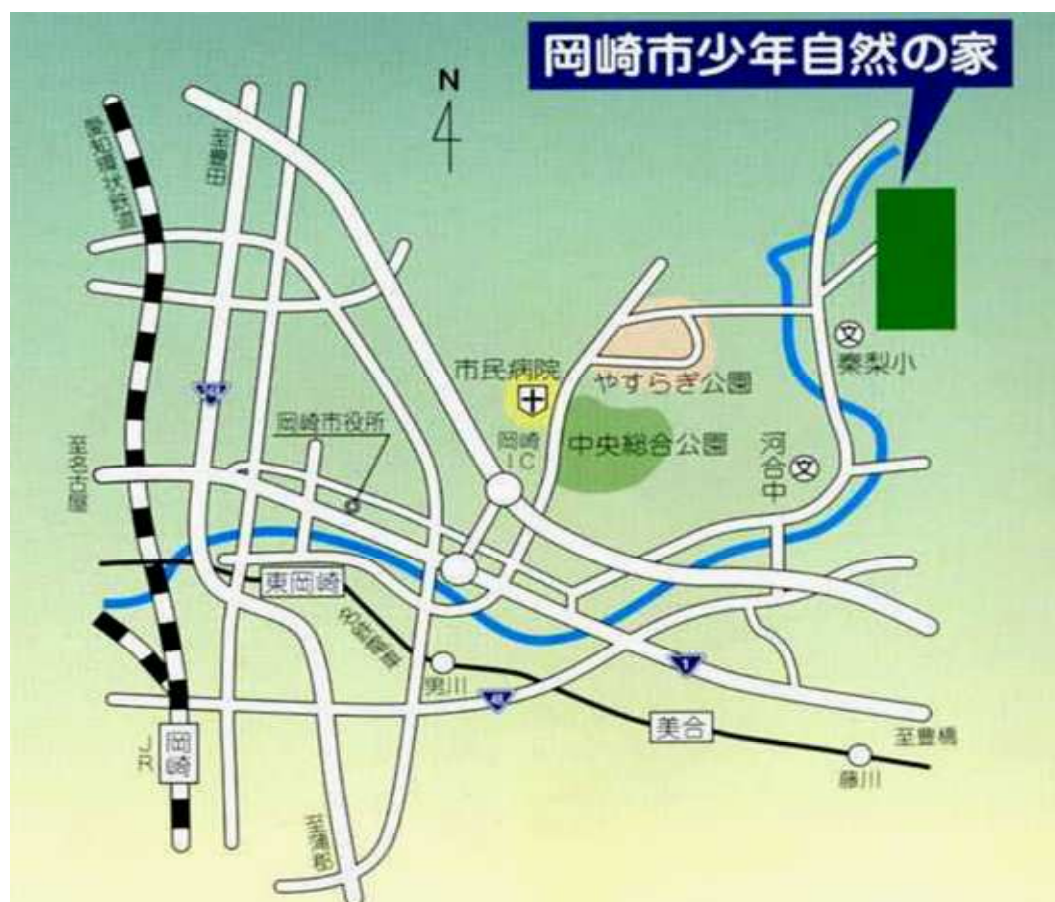 岡崎市少年自然の家
N
愛知環状鉄道
至豊田
市民病院
やすらぎ公園
秦梨小
岡崎市役所
岡崎
IC
中央総合公園
河合中
至名古屋
東岡崎
名鉄電車
男川
1
美合
至豊橋
藤川
岡崎
至蒲郡